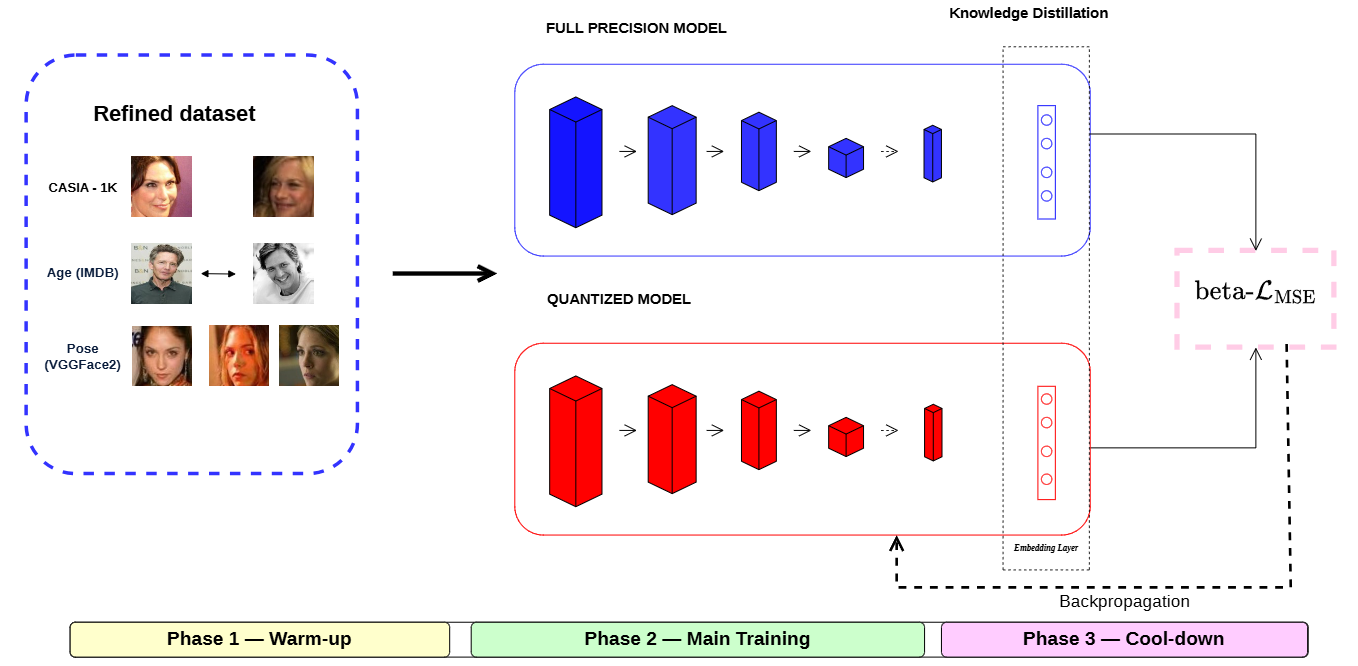 Knowledge Distillation
FULL PRECISION MODEL
Refined dataset
CASIA - 1K
Age (IMDB)
Pose
(VGGFace2)
QUANTIZED MODEL
beta-ℒMSE
Embedding Layer
Backpropagation
Phase 1 — Warm-up
Phase 2 — Main Training
Phase 3 — Cool-down